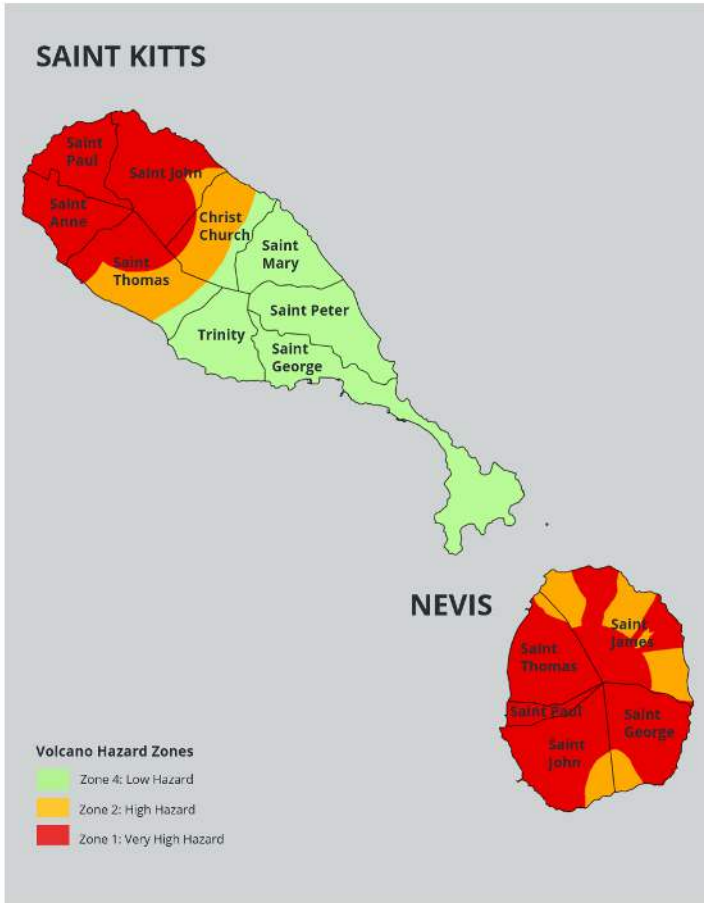 SAINT KITTS
Saint
Paul
Saint John
Saint
Anne
Christ
Church
Saint
Thomas
Saint
Mary
Saint Peter
Trinity
Saint
George
NEVIS
Saint
James
Saint
Thomas
Saint Paul
Saint
George
Saint
John
Volcano Hazard Zones
Zone 4: Low Hazard
Zone 2: High Hazard
Zone 1: Very High Hazard